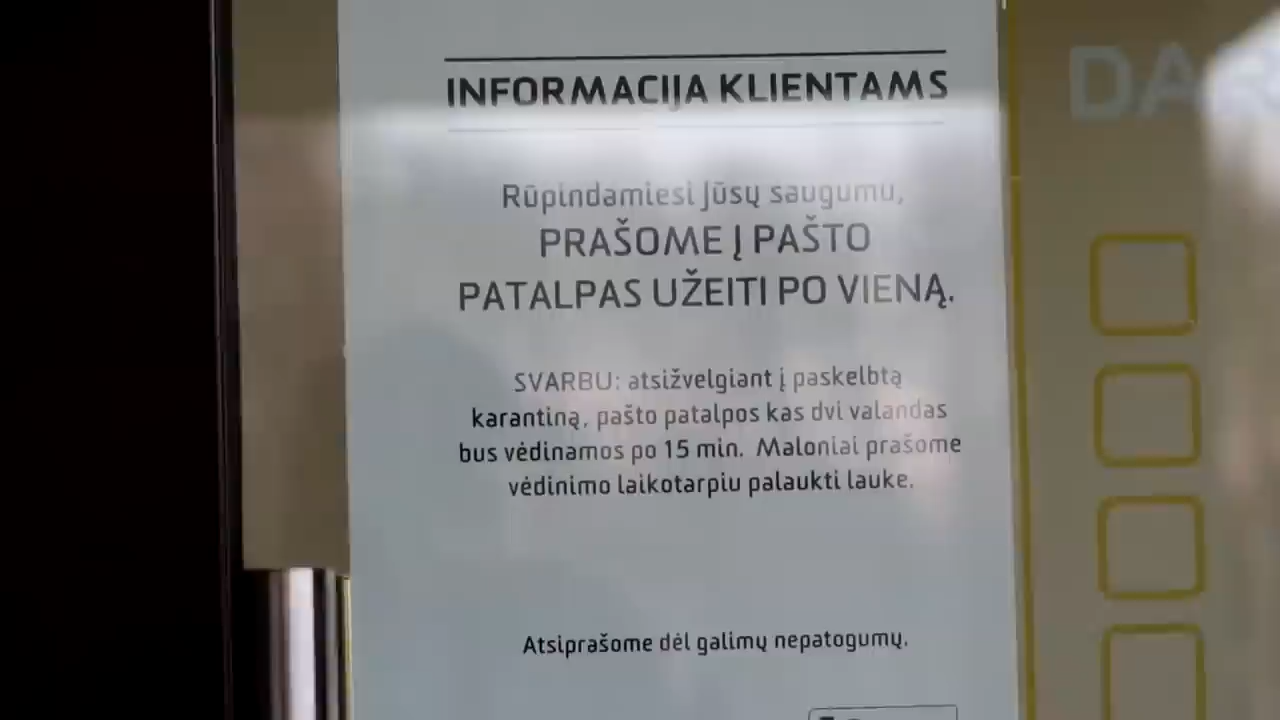 INFORMACIJA KLIENTAMS
Rūpindamiesi Jūsų saugumu,
PRAŠOME Į PAŠTO
PATALPAS UŽEITI PO VIENĄ.
SVARBU: atsižvelgiant į paskelbtą
karantiną, pašto patalpos kas dvi valandas
bus vėdinamos po 15 min. Maloniai prašome
vėdinimo laikotarpiu palaukti lauke.
Atsiprašome dėl galimų nepatogumų.